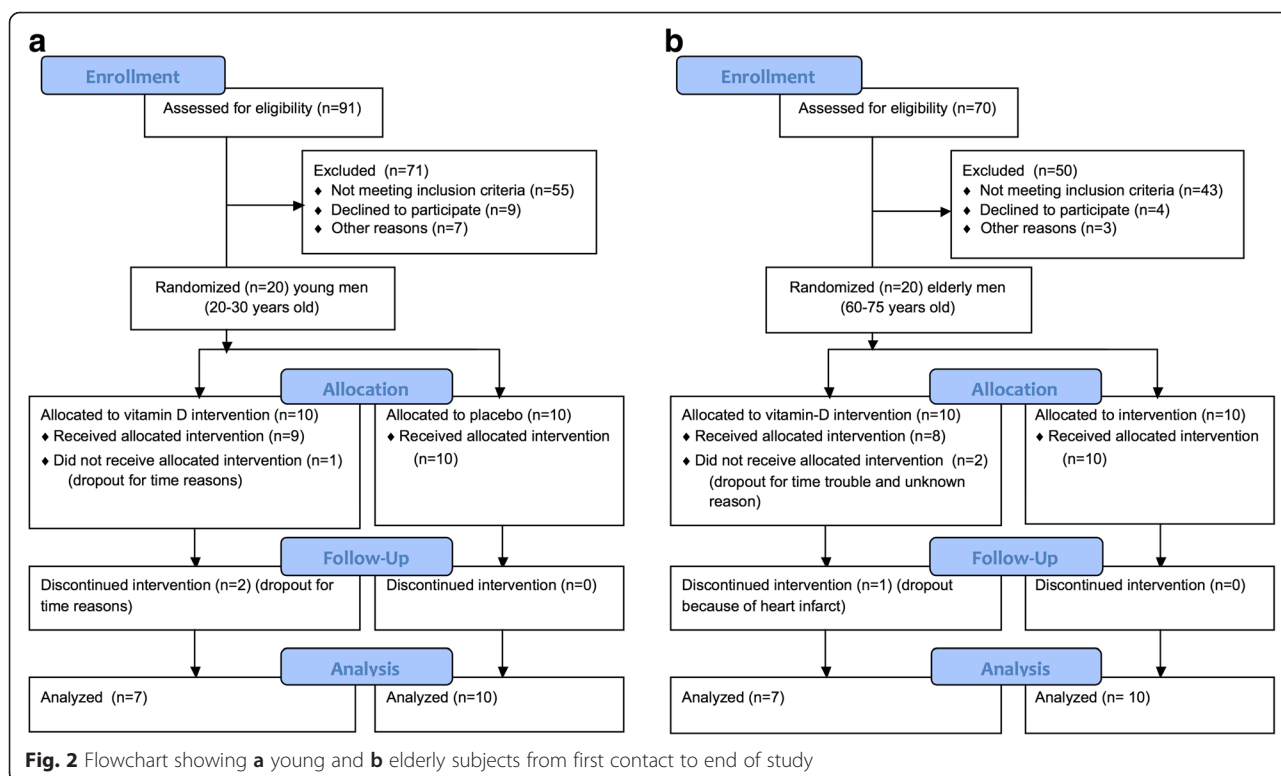 a
Enrollment
Assessed for eligibility (n=91)
Excluded (n=71)
♦ Not meeting inclusion criteria (n=55)
♦ Declined to participate (n=9)
♦ Other reasons (n=7)
Randomized (n=20) young men
(20-30 years old)
Allocation
Allocated to vitamin D intervention (n=10)
♦ Received allocated intervention (n=9)
♦ Did not receive allocated intervention (n=1)
(dropout for time reasons)
Allocated to placebo (n=10)
♦ Received allocated intervention
(n=10)
Follow-Up
Discontinued intervention (n=2) (dropout for
time reasons)
Discontinued intervention (n=0)
Analysis
Analyzed (n=7)
Analyzed (n=10)
b
Enrollment
Assessed for eligibility (n=70)
Excluded (n=50)
♦ Not meeting inclusion criteria (n=43)
♦ Declined to participate (n=4)
♦ Other reasons (n=3)
Randomized (n=20) elderly men
(60-75 years old)
Allocation
Allocated to vitamin-D intervention (n=10)
♦ Received allocated intervention (n=8)
♦ Did not receive allocated intervention (n=2)
(dropout for time trouble and unknown
reason)
Allocated to intervention (n=10)
♦ Received allocated intervention
(n=10)
Follow-Up
Discontinued intervention (n=1) (dropout
because of heart infarct)
Discontinued intervention (n=0)
Analysis
Analyzed (n=7)
Analyzed (n= 10)
Fig. 2 Flowchart showing a young and b elderly subjects from first contact to end of study